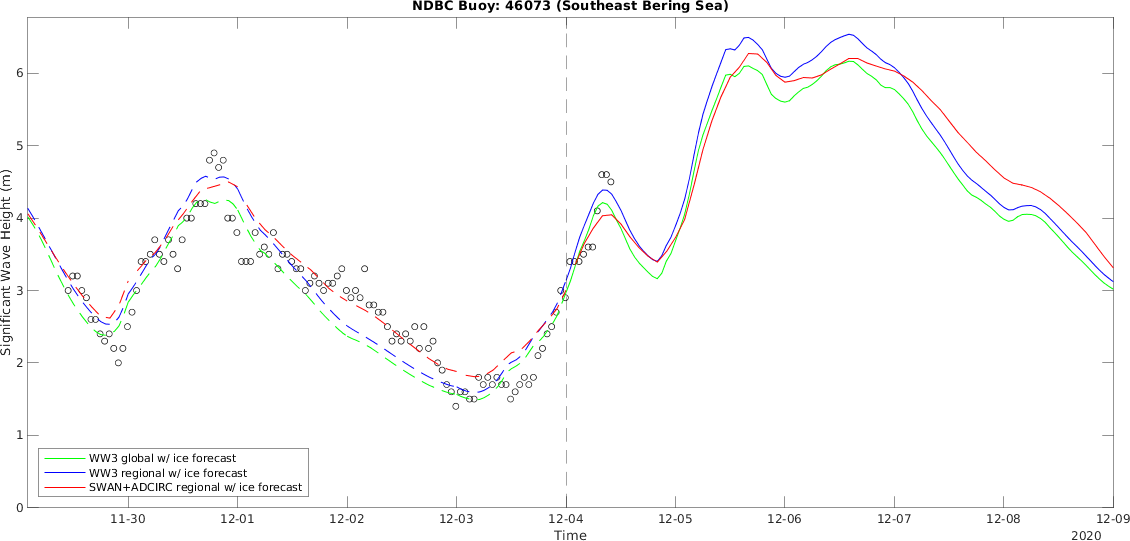 NDBC Buoy: 46073 (Southeast Bering Sea)
Significant Wave Height (m)
6
5
4
3
2
1
0
WW3 global w/ ice forecast
WW3 regional w/ ice forecast
SWAN+ADCIRC regional w/ ice forecast
11-30 12-01 12-02 12-03 12-04 12-05 12-06 12-07 12-08 12-09
Time
2020